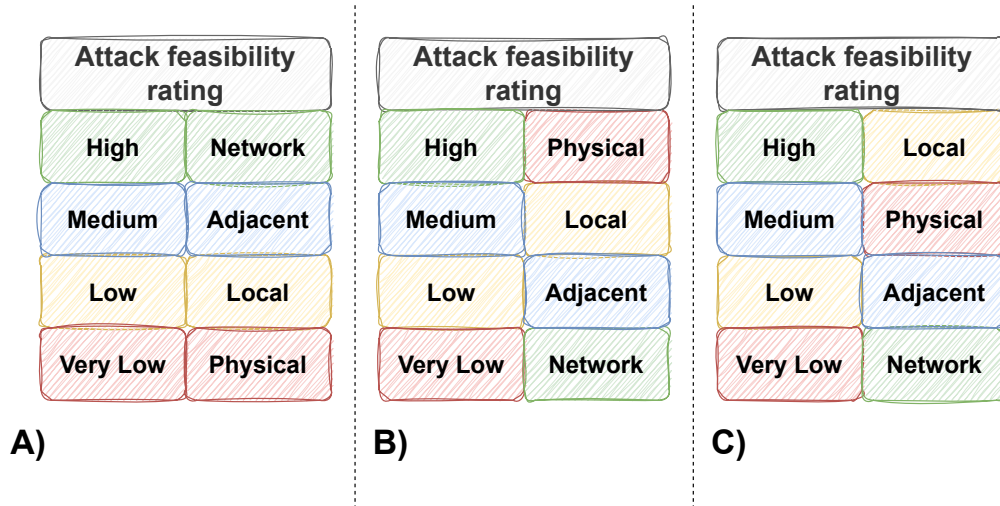 Attack feasibility
rating
High
Network
Medium
Adjacent
Low
Local
Very Low
Physical
A)
Attack feasibility
rating
High
Physical
Medium
Local
Low
Adjacent
Very Low
Network
B)
Attack feasibility
rating
High
Local
Medium
Physical
Low
Adjacent
Very Low
Network
C)